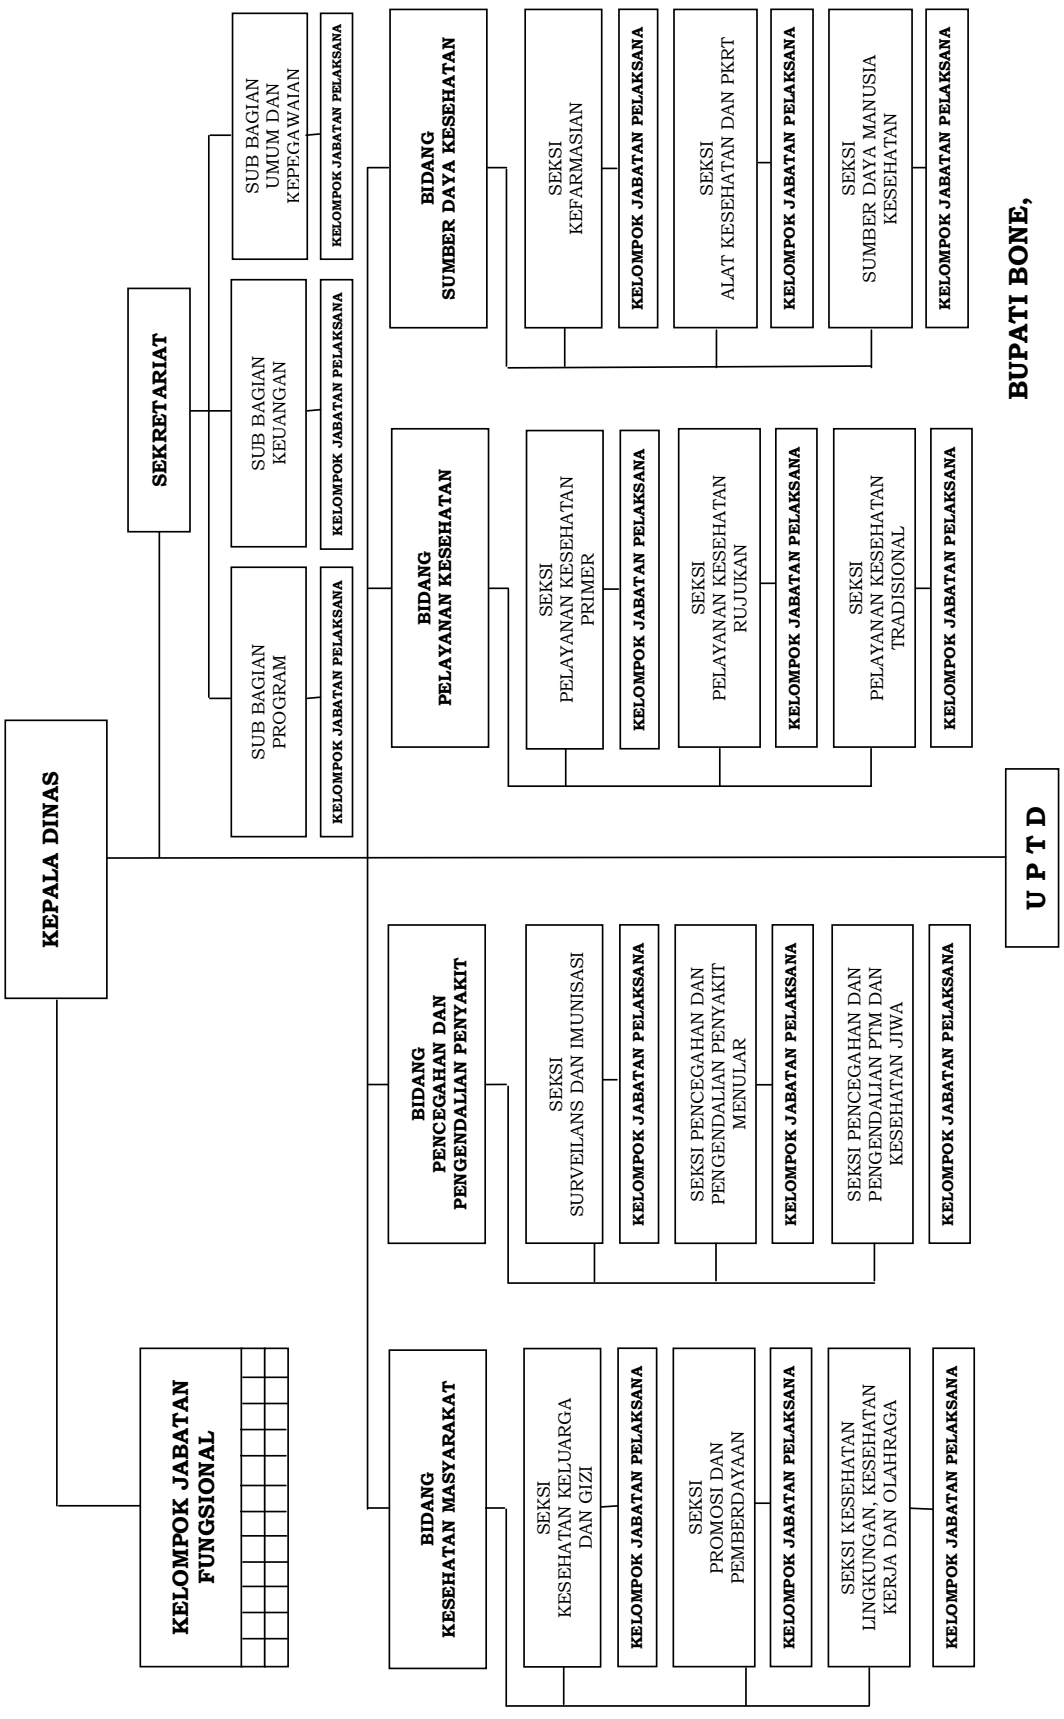 KEPALA DINAS
KELOMPOK JABATAN
FUNGSIONAL
SEKRETARIAT
SUB BAGIAN
PROGRAM
KELOMPOK JABATAN PELAKSANA
SUB BAGIAN
KEUANGAN
KELOMPOK JABATAN PELAKSANA
SUB BAGIAN
UMUM DAN
KEPEGAWAIAN
KELOMPOK JABATAN PELAKSANA
BIDANG
KESEHATAN MASYARAKAT
SEKSI
KESEHATAN KELUARGA
DAN GIZI
KELOMPOK JABATAN PELAKSANA
SEKSI
PROMOSI DAN
PEMBERDAYAAN
KELOMPOK JABATAN PELAKSANA
SEKSI KESEHATAN
LINGKUNGAN, KESEHATAN
KERJA DAN OLAHRAGA
KELOMPOK JABATAN PELAKSANA
BIDANG
PENCEGAHAN DAN
PENGENDALIAN PENYAKIT
SEKSI
SURVEILANS DAN IMUNISASI
KELOMPOK JABATAN PELAKSANA
SEKSI PENCEGAHAN DAN
PENGENDALIAN PENYAKIT
MENULAR
KELOMPOK JABATAN PELAKSANA
SEKSI PENCEGAHAN DAN
PENGENDALIAN PTM DAN
KESEHATAN JIWA
KELOMPOK JABATAN PELAKSANA
BIDANG
PELAYANAN KESEHATAN
SEKSI
PELAYANAN KESEHATAN
PRIMER
KELOMPOK JABATAN PELAKSANA
SEKSI
PELAYANAN KESEHATAN
RUJUKAN
KELOMPOK JABATAN PELAKSANA
SEKSI
PELAYANAN KESEHATAN
TRADISIONAL
KELOMPOK JABATAN PELAKSANA
BIDANG
SUMBER DAYA KESEHATAN
SEKSI
KEFARMASIAN
KELOMPOK JABATAN PELAKSANA
SEKSI
ALAT KESEHATAN DAN PKRT
KELOMPOK JABATAN PELAKSANA
SEKSI
SUMBER DAYA MANUSIA
KESEHATAN
KELOMPOK JABATAN PELAKSANA
U P T D
BUPATI BONE,